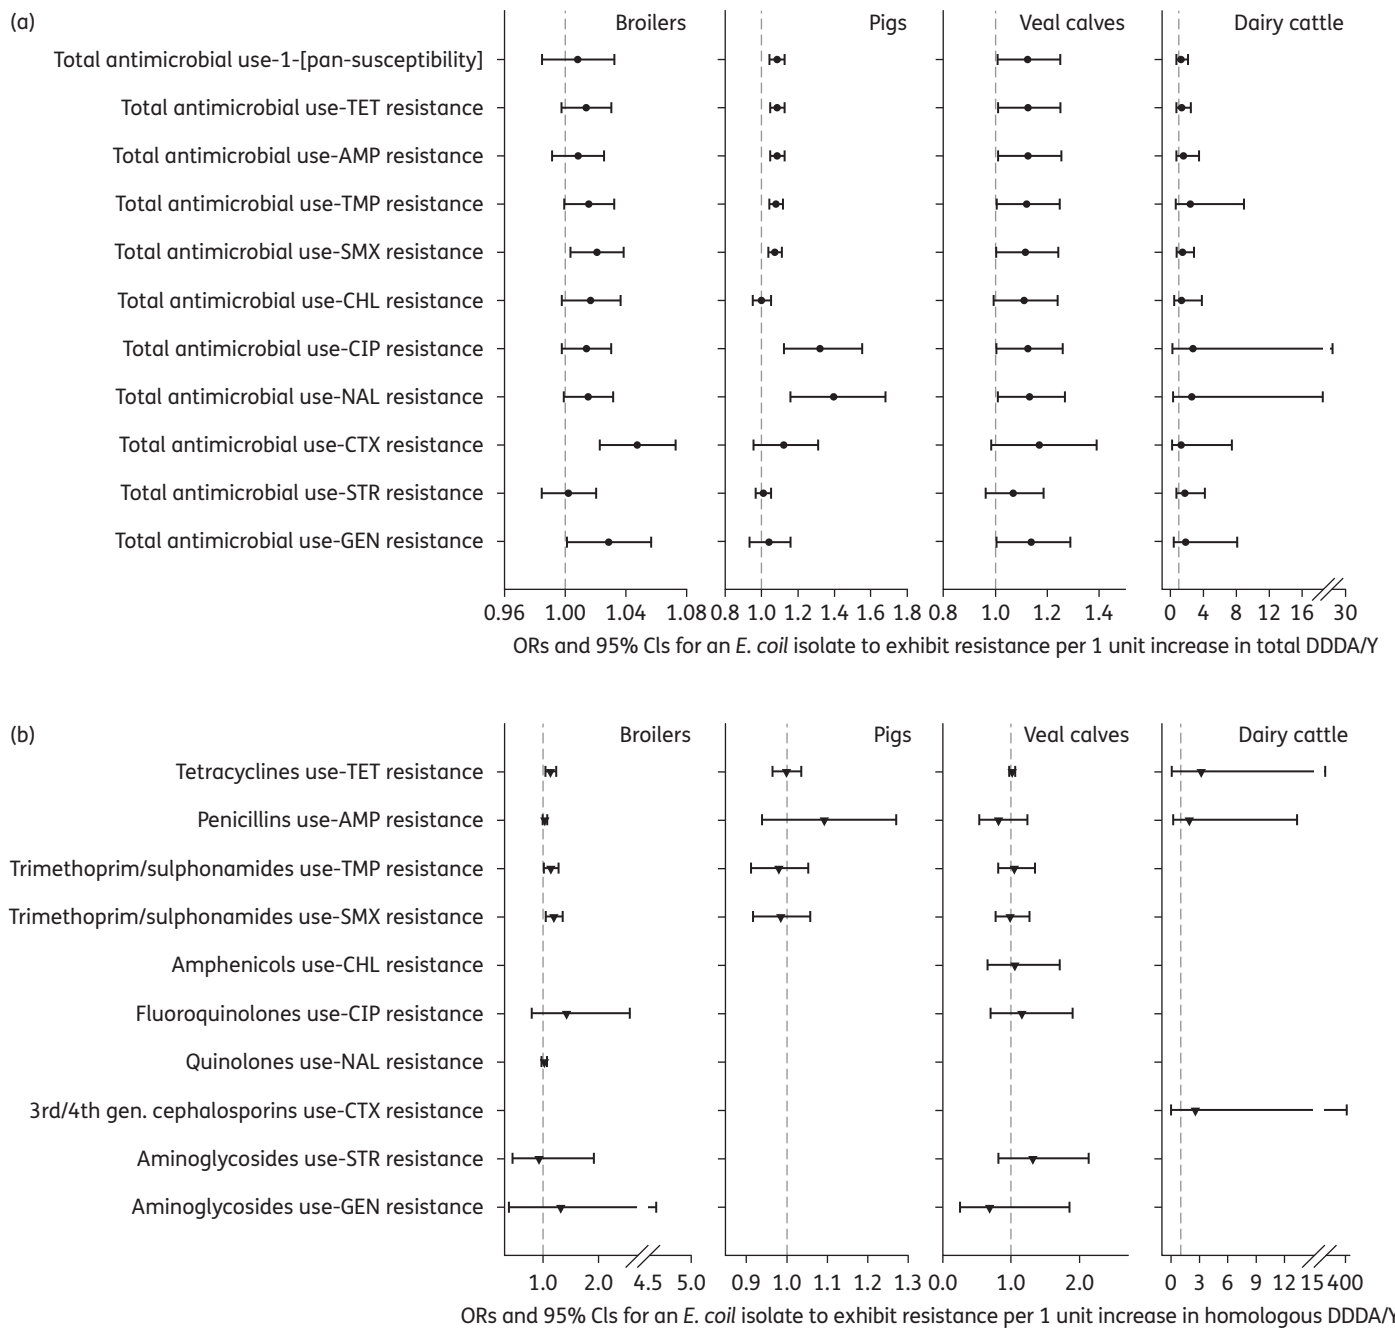 (a)
Broilers
Pigs
Veal calves
Dairy cattle
Total antimicrobial use-1-[pan-susceptibility]
Total antimicrobial use-TET resistance
Total antimicrobial use-AMP resistance
Total antimicrobial use-TMP resistance
Total antimicrobial use-SMX resistance
Total antimicrobial use-CHL resistance
Total antimicrobial use-CIP resistance
Total antimicrobial use-NAL resistance
Total antimicrobial use-CTX resistance
Total antimicrobial use-STR resistance
Total antimicrobial use-GEN resistance
0.96 1.00 1.04 1.08 0.8 1.0 1.2 1.4 1.6 1.8 0.8 1.0 1.2 1.4 0 4 8 12 16 30
ORs and 95% CIs for an E. coil isolate to exhibit resistance per 1 unit increase in total DDDA/Y
(b)
Broilers
Pigs
Veal calves
Dairy cattle
Tetracyclines use-TET resistance
Penicillins use-AMP resistance
Trimethoprim/sulphonamides use-TMP resistance
Trimethoprim/sulphonamides use-SMX resistance
Amphenicols use-CHL resistance
Fluoroquinolones use-CIP resistance
Quinolones use-NAL resistance
3rd/4th gen. cephalosporins use-CTX resistance
Aminoglycosides use-STR resistance
Aminoglycosides use-GEN resistance
1.0 2.0 4.5 5.0 0.9 1.0 1.1 1.2 1.3 0.0 1.0 2.0 0 3 6 9 12 15 400
ORs and 95% CIs for an E. coil isolate to exhibit resistance per 1 unit increase in homologous DDDA/Y